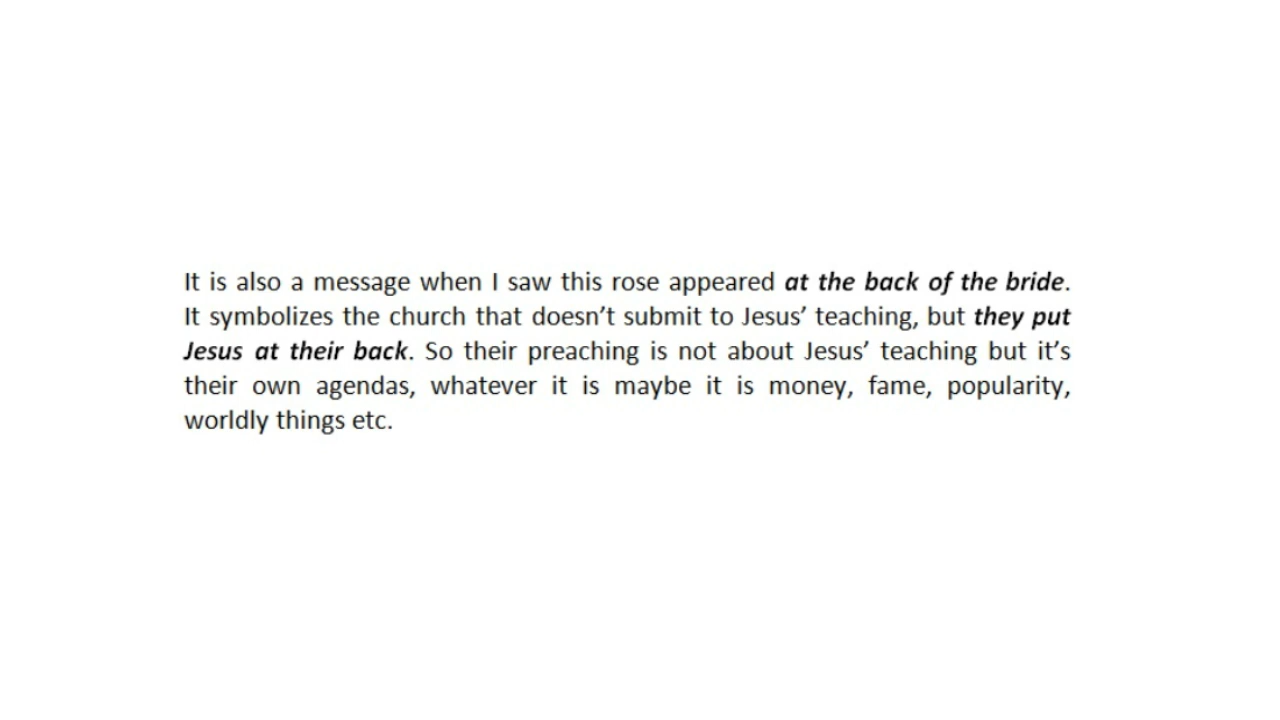 It is also a message when I saw this rose appeared at the back of the bride.
It symbolizes the church that doesn’t submit to Jesus’ teaching, but they put
Jesus at their back. So their preaching is not about Jesus’ teaching but it’s
their own agendas, whatever it is maybe it is money, fame, popularity,
worldly things etc.